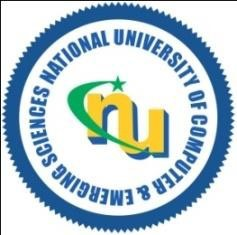 NATIONAL UNIVERSITY OF COMPUTER & EMERGING SCIENCES
nu